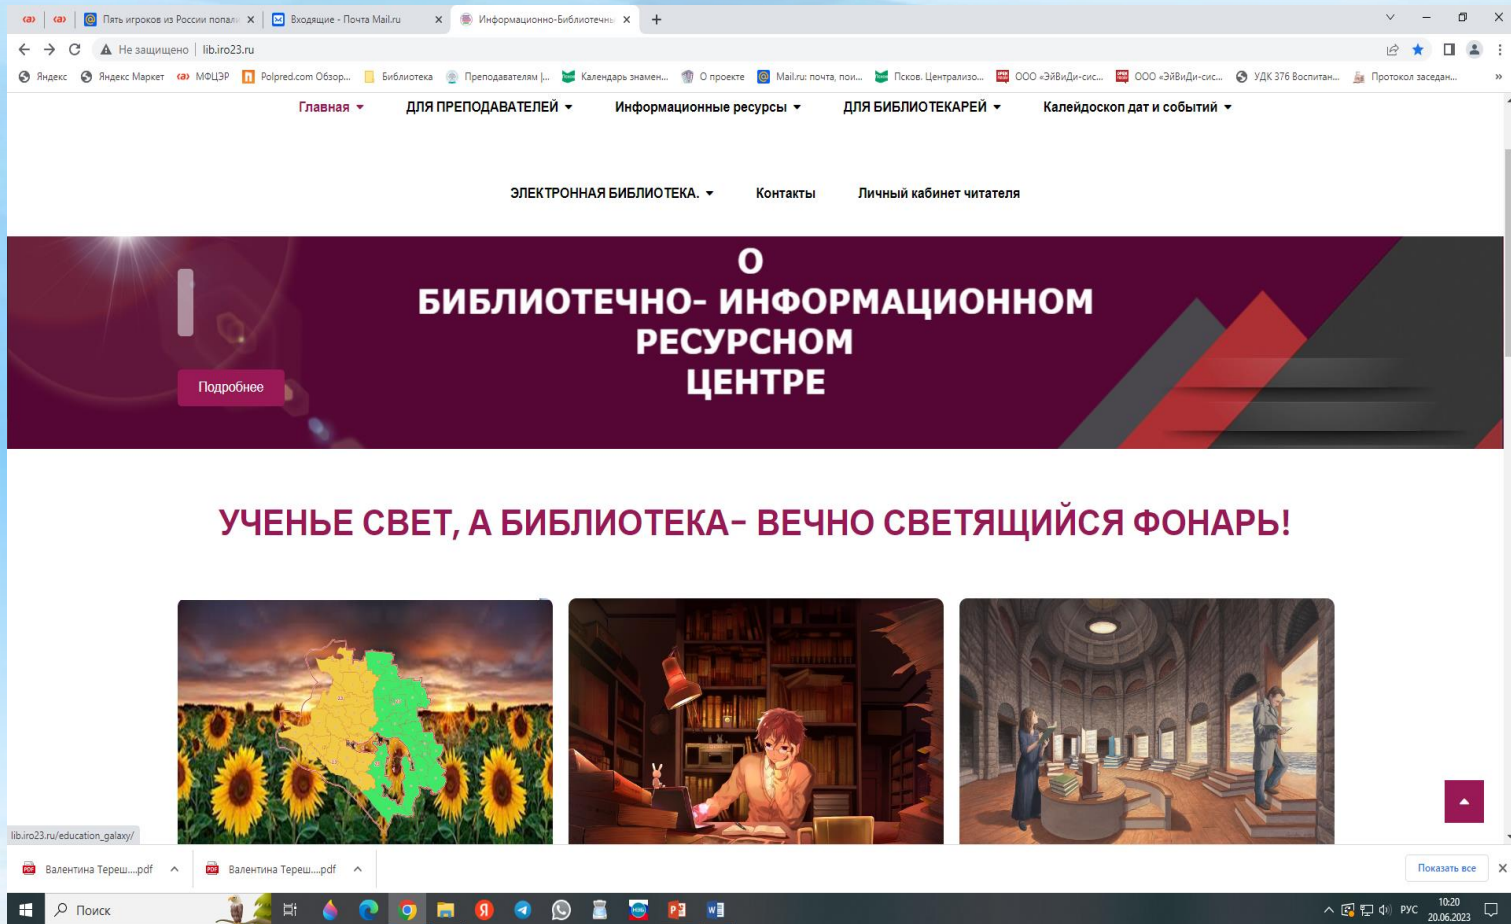 Пять игроков из России попали
Входящие - Почта Mail.ru
Информационно-Библиотечны
Не защищено
lib.iro23.ru
Яндекс
Яндекс Маркет
МФЦЭР
Polpred.com Обзор...
Библиотека
Преподавателям |...
Календарь знамен...
О проекте
Mail.ru: почта, пои...
Псков. Централизо...
ООО «ЭйВиДи-сис...
ООО «ЭйВиДи-сис...
УДК 376 Воспитан...
Протокол заседан...
»
Главная
ДЛЯ ПРЕПОДАВАТЕЛЕЙ
Информационные ресурсы
ДЛЯ БИБЛИОТЕКАРЕЙ
Калейдоскоп дат и событий
ЭЛЕКТРОННАЯ БИБЛИОТЕКА.
Контакты
Личный кабинет читателя
О
БИБЛИОТЕЧНО- ИНФОРМАЦИОННОМ
РЕСУРСНОМ
ЦЕНТРЕ
Подробнее
УЧЕНЬЕ СВЕТ, А БИБЛИОТЕКА- ВЕЧНО СВЕТЯЩИЙСЯ ФОНАРЬ!
lib.iro23.ru/education_galaxy/
Валентина Тереш....pdf
Валентина Тереш....pdf
Показать все
Поиск
РУС
10:20
20.06.2023